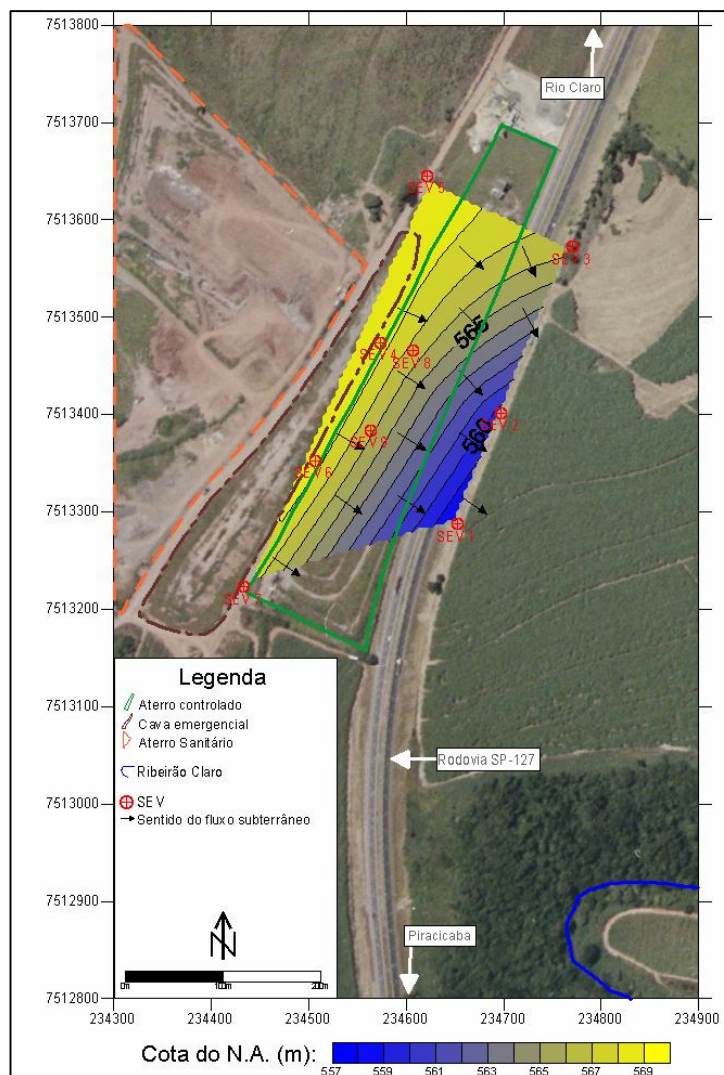 7513800
Rio Claro
7513700
SEV 5
7513600
SEV 3
7513500
565
SEV 4
SEV 8
7513400
SEV 2
SEV 9
560
SEV 6
7513300
SEV 1
7513200
SEV 7
Legenda
Aterro controlado
7513100
Cava emergencial
Aterro Sanitário
Rodovia SP-127
Ribeirão Claro
7513000
SEV
Sentido do fluxo subterrâneo
7512900
Piracicaba
N
0m 100m 200m
7512800
234300 234400 234500 234600 234700 234800 234900
Cota do N.A. (m):
557 559 561 563 565 567 569